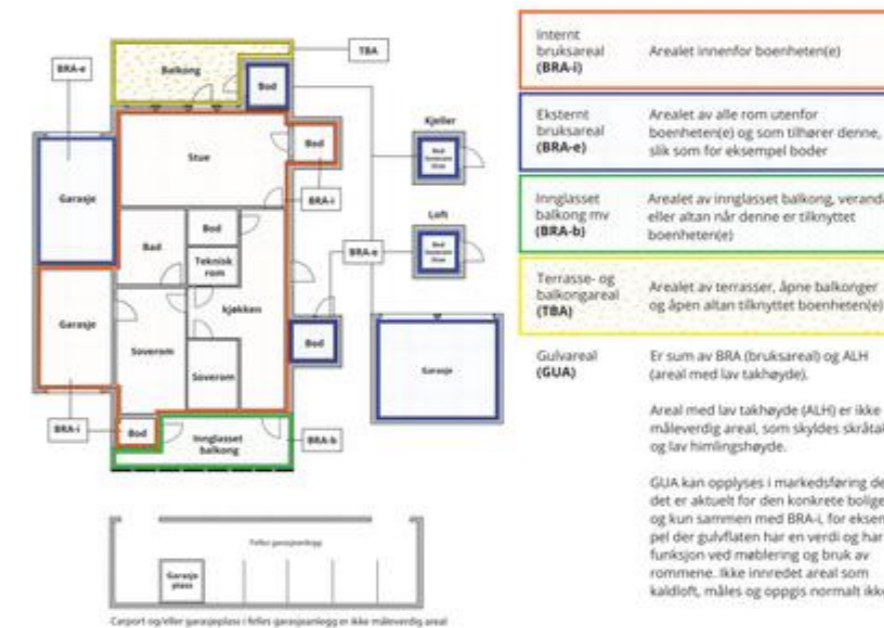 TBA
BRA-e
Balkong
Bod
Kjeller
Bod
Stue
Bod
Garasje
BRA-i
Loft
Bod
Bad
Bod
Teknisk
rom
BRA-e
Kjøkken
Garasje
Soverom
Bod
Garasje
Soverom
BRA-i
Bod
Innglasset
balkong
BRA-b
Felles garasjeanlegg
Garasje
plass
Carport og/eller garasjeplass i felles garasjeanlegg er ikke måleverdig areal
Internt
bruksareal
(BRA-i)
Arealet innenfor boenheten(e)
Eksternt
bruksareal
(BRA-e)
Arealet av alle rom utenfor
boenheten(e) og som tilhører denne,
slik som for eksempel boder
Innglasset
balkong mv
(BRA-b)
Arealet av innglasset balkong, veranda
eller altan når denne er tilknyttet
boenheten(e)
Terrasse- og
balkongareal
(TBA)
Arealet av terrasser, åpne balkonger
og åpen altan tilknyttet boenheten(e)
Gulvareal
(GUA)
Er sum av BRA (bruksareal) og ALH
(areal med lav takhøyde).
Areal med lav takhøyde (ALH) er ikke
måleverdig areal, som skyldes skråtak
og lav himlingshøyde.
GUA kan opplyses i markedsføring de
det er aktuelt for den konkrete bolige
og kun sammen med BRA-i, for eksem
pel der gulvflaten har en verdi og har
funksjon ved møblering og bruk av
rommene. Ikke innredet areal som
kaldloft, måles og oppgis normalt ikke